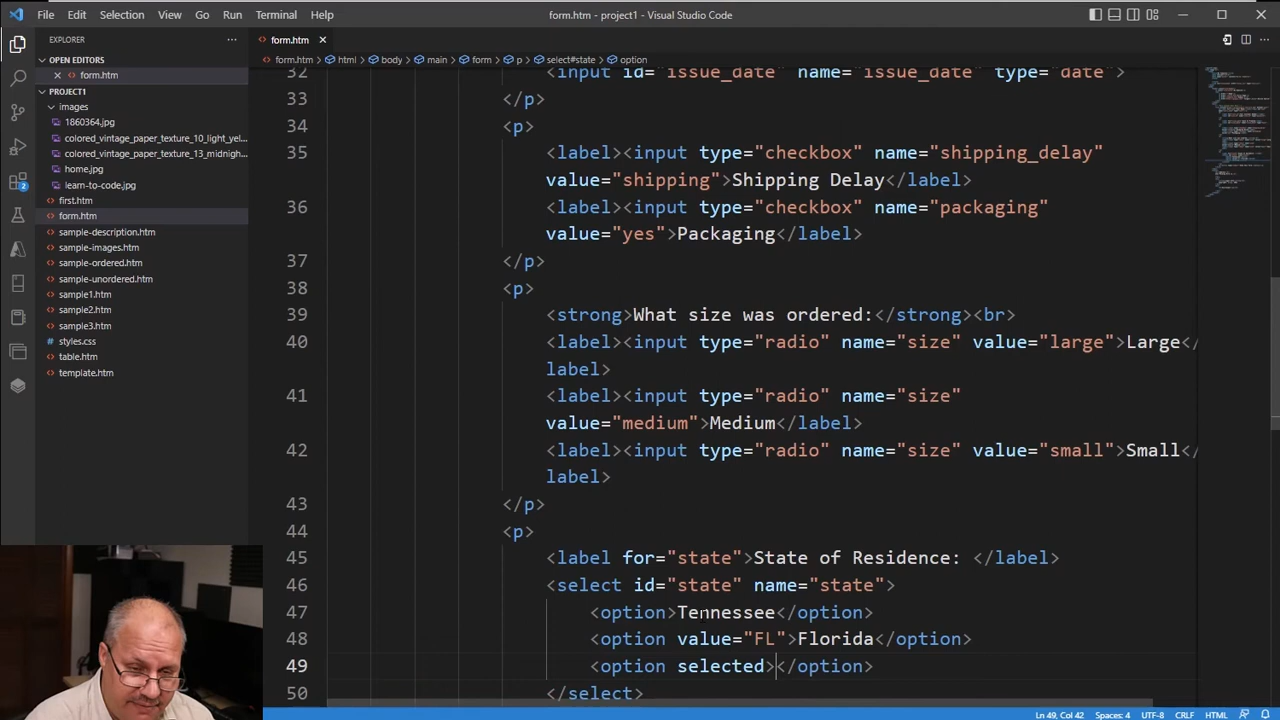 File Edit Selection View Go Run Terminal Help
form.htm - project1 - Visual Studio Code
EXPLORER
OPEN EDITORS
form.htm
PROJECT1
images
1860364.jpg
colored_vintage_paper_texture_10_light_yel...
colored_vintage_paper_texture_13_midnigh...
home.jpg
learn-to-code.jpg
first.htm
form.htm
sample-description.htm
sample-images.htm
sample-ordered.htm
sample-unordered.htm
sample1.htm
sample2.htm
sample3.htm
styles.css
table.htm
template.htm
2
form.htm
form.htm > html > body > main > form > p > select#state > option
32 <input id="issue_date" name="issue_date" type="date">
33 </p>
34 <p>
35 <label><input type="checkbox" name="shipping_delay"
value="shipping">Shipping Delay</label>
36 <label><input type="checkbox" name="packaging"
value="yes">Packaging</label>
37 </p>
38 <p>
39 <strong>What size was ordered:</strong><br>
40 <label><input type="radio" name="size" value="large">Large</
label>
41 <label><input type="radio" name="size"
value="medium">Medium</label>
42 <label><input type="radio" name="size" value="small">Small</
label>
43 </p>
44 <p>
45 <label for="state">State of Residence: </label>
46 <select id="state" name="state">
47 <option>Tennessee</option>
48 <option value="FL">Florida</option>
49 <option selected></option>
50 </select>
Ln 49, Col 42 Spaces: 4 UTF-8 CRLF HTML